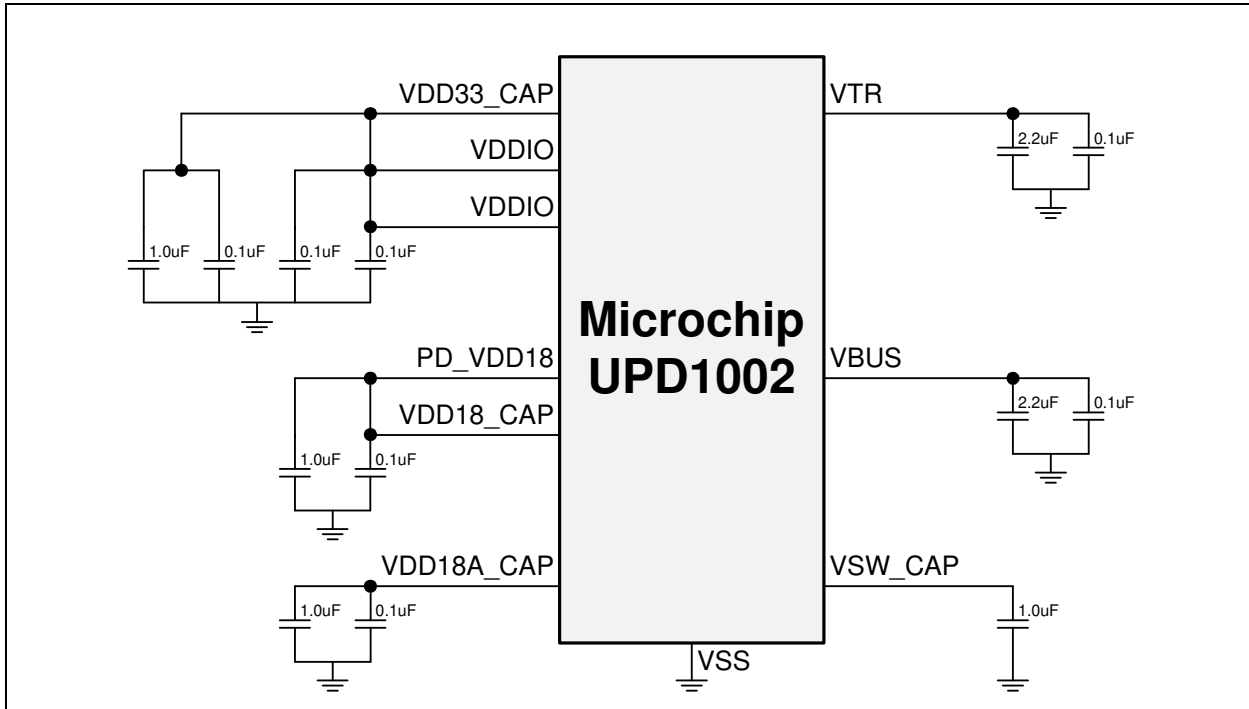 VDD33_CAP
VTR
VDDIO
2.2uF
0.1uF
VDDIO
1.0uF
0.1uF
0.1uF
0.1uF
Microchip
UPD1002
PD_VDD18
VBUS
VDD18_CAP
2.2uF
0.1uF
1.0uF
0.1uF
VDD18A_CAP
VSW_CAP
1.0uF
0.1uF
1.0uF
VSS